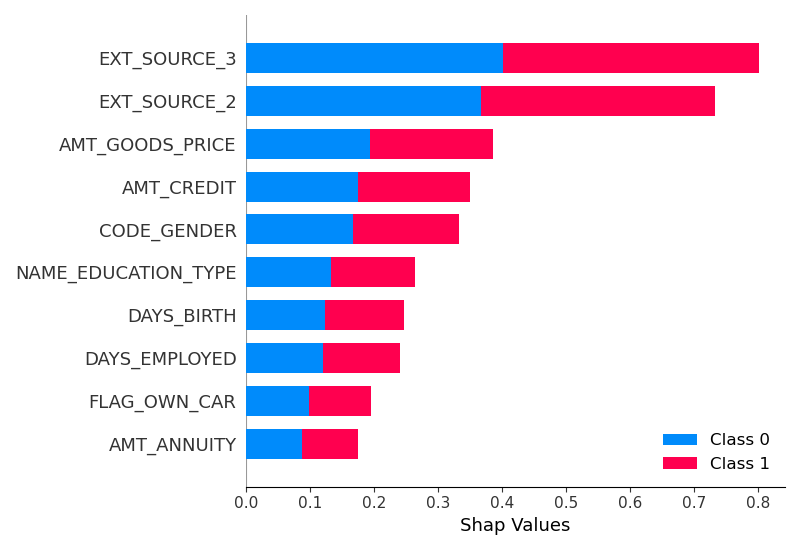 EXT_SOURCE_3
EXT_SOURCE_2
AMT_GOODS_PRICE
AMT_CREDIT
CODE_GENDER
NAME_EDUCATION_TYPE
DAYS_BIRTH
DAYS_EMPLOYED
FLAG_OWN_CAR
AMT_ANNUITY
Class 0
Class 1
0.0 0.1 0.2 0.3 0.4 0.5 0.6 0.7 0.8
Shap Values